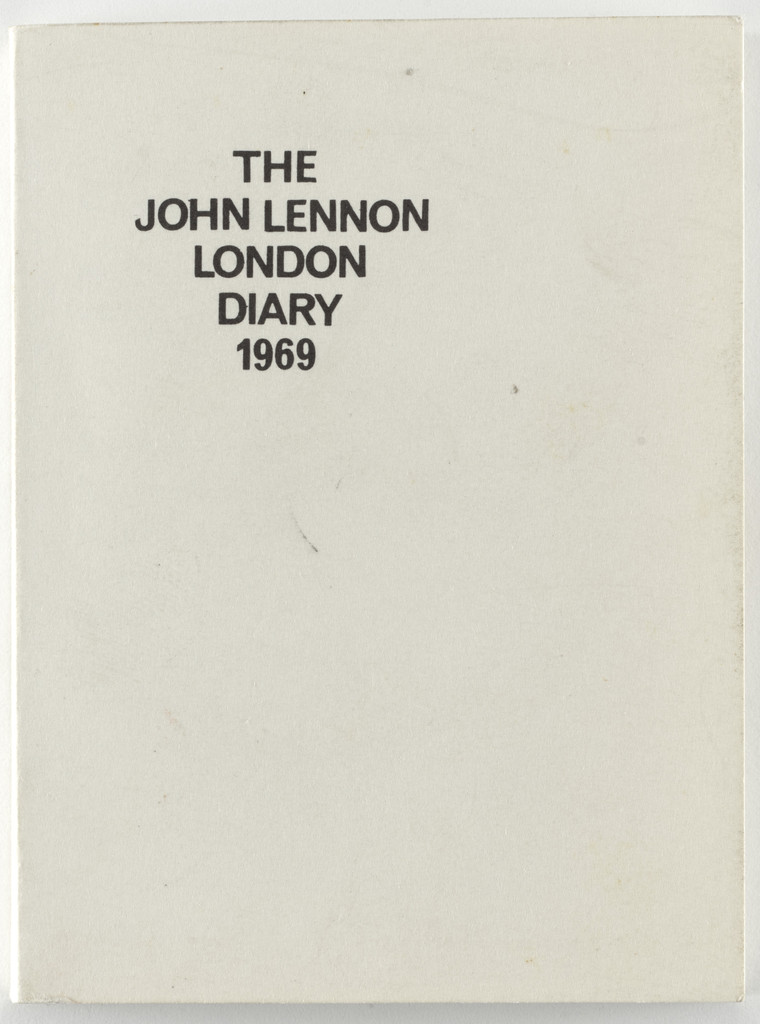 THE
JOHN LENNON
LONDON
DIARY
1969